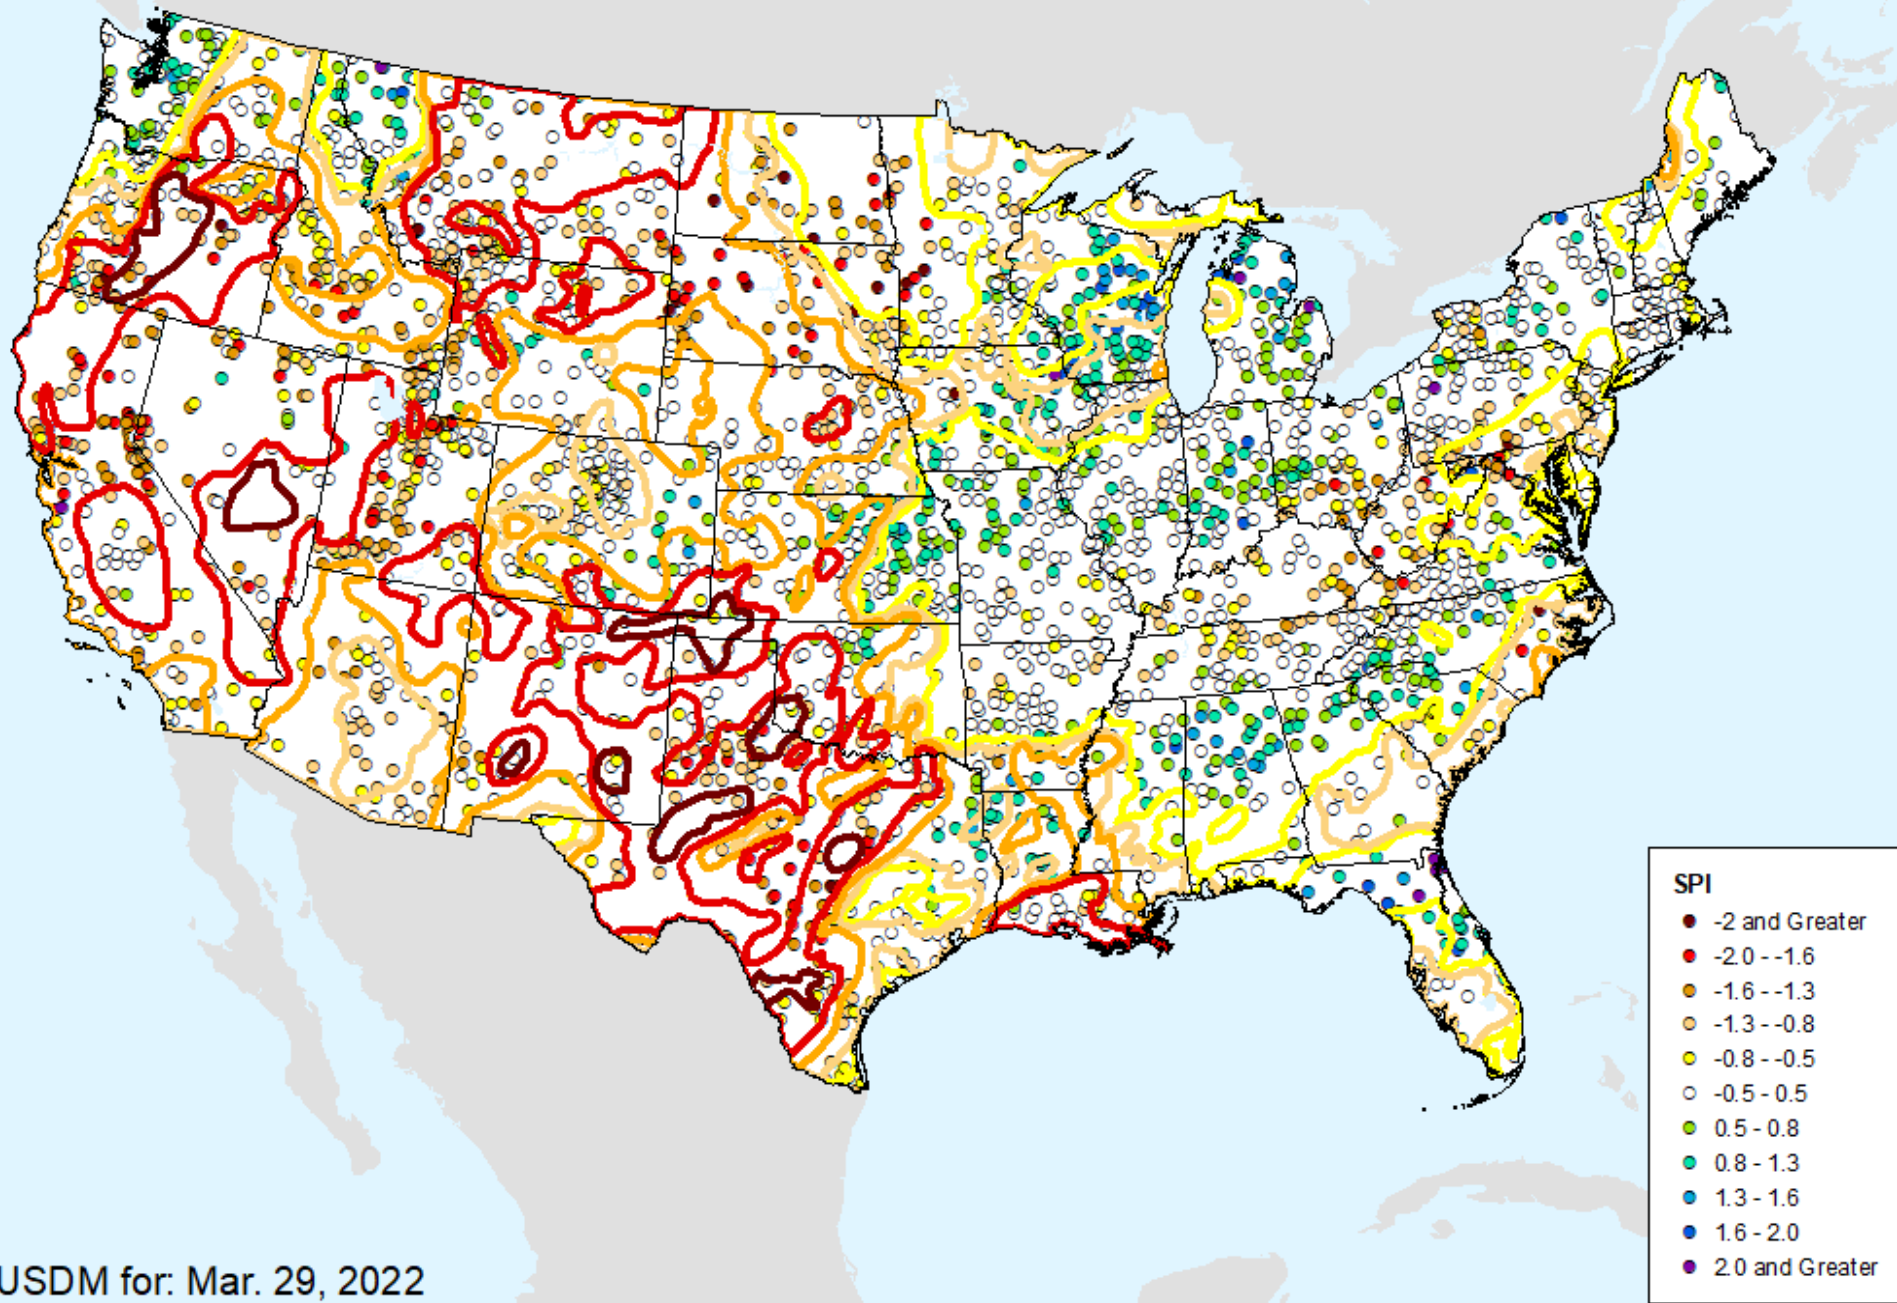 SPI
-2 and Greater
-2.0 - -1.6
-1.6 - -1.3
-1.3 - -0.8
-0.8 - -0.5
-0.5 - 0.5
0.5 - 0.8
0.8 - 1.3
1.3 - 1.6
1.6 - 2.0
2.0 and Greater
USDM for: Mar. 29, 2022